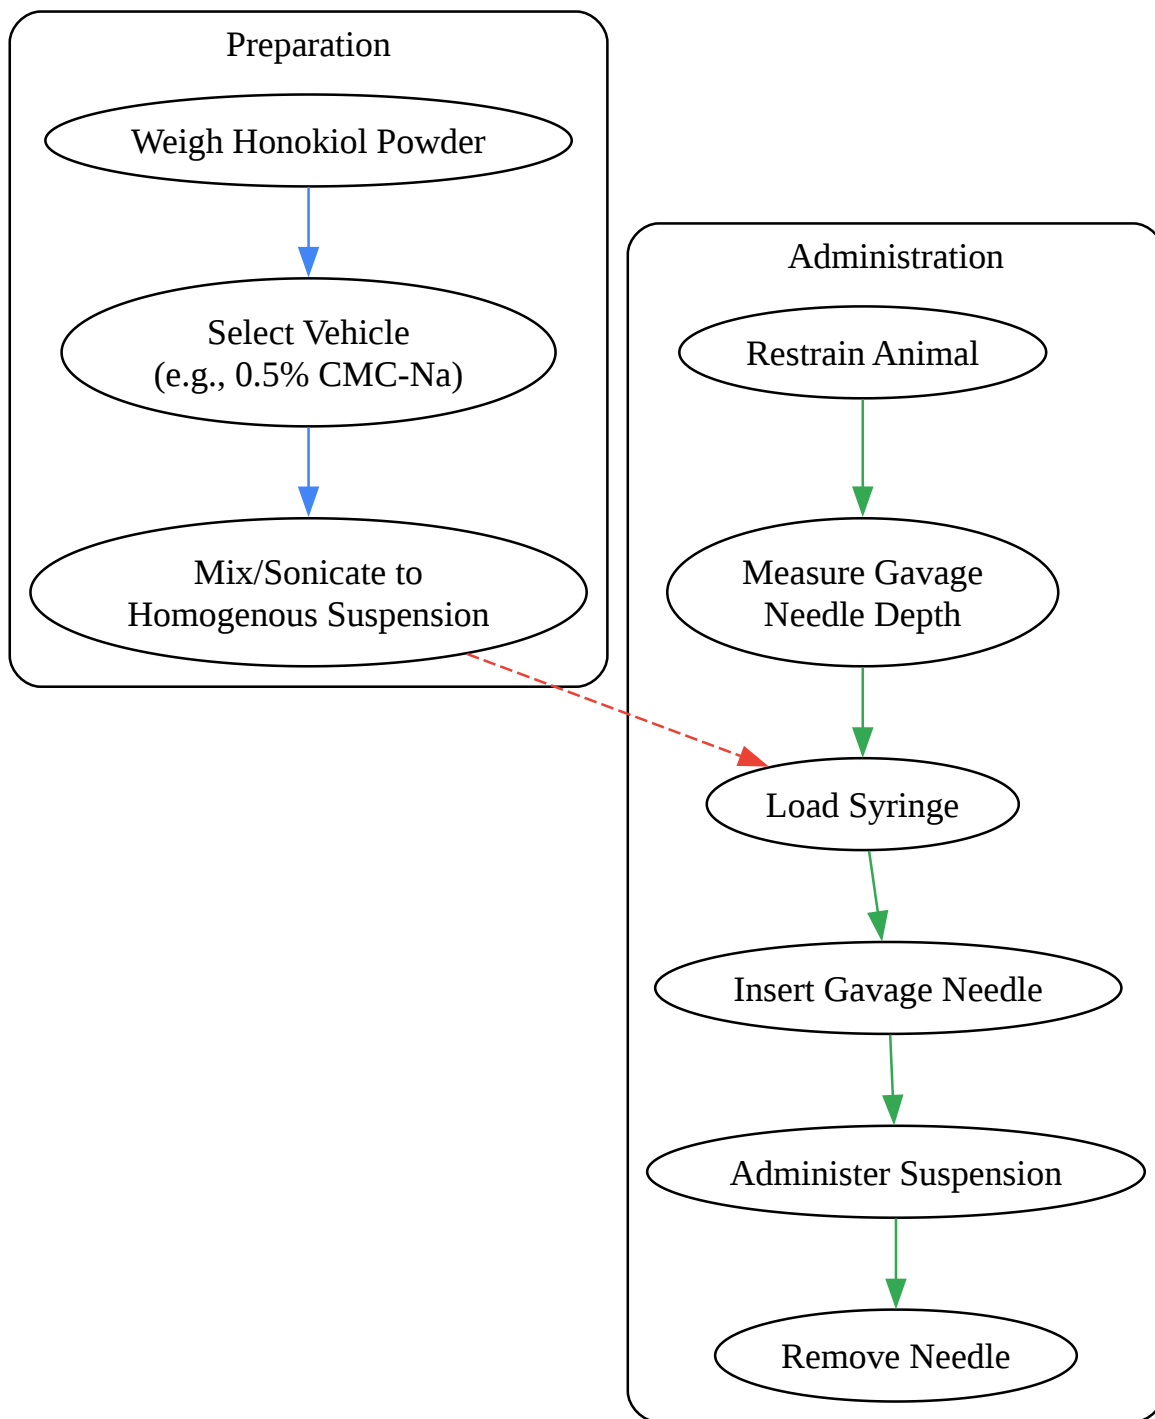 Preparation
Weigh Honokiol Powder
Select Vehicle
(e.g., 0.5% CMC-Na)
Mix/Sonicate to
Homogenous Suspension
Administration
Restrain Animal
Measure Gavage
Needle Depth
Load Syringe
Insert Gavage Needle
Administer Suspension
Remove Needle